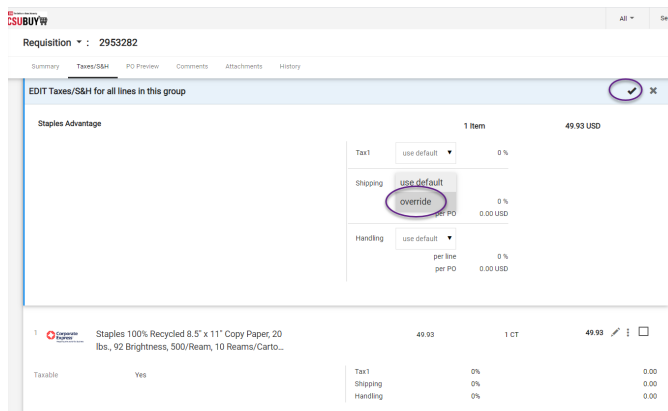 CSUBUY
All ▼ Se
Requisition ▼ : 2953282
Summary Taxes/S&H PO Preview Comments Attachments History
EDIT Taxes/S&H for all lines in this group
Staples Advantage 1 Item 49.93 USD
Tax1 use default ▼ 0 %
Shipping use default
override 0 %
per PO 0.00 USD
Handling use default ▼
per line 0 %
per PO 0.00 USD
1 Corporate Express Staples 100% Recycled 8.5" x 11" Copy Paper, 20 49.93 1 CT 49.93
lbs., 92 Brightness, 500/Ream, 10 Reams/Carto...
Taxable Yes Tax1 0% 0.00
Shipping 0% 0.00
Handling 0% 0.00